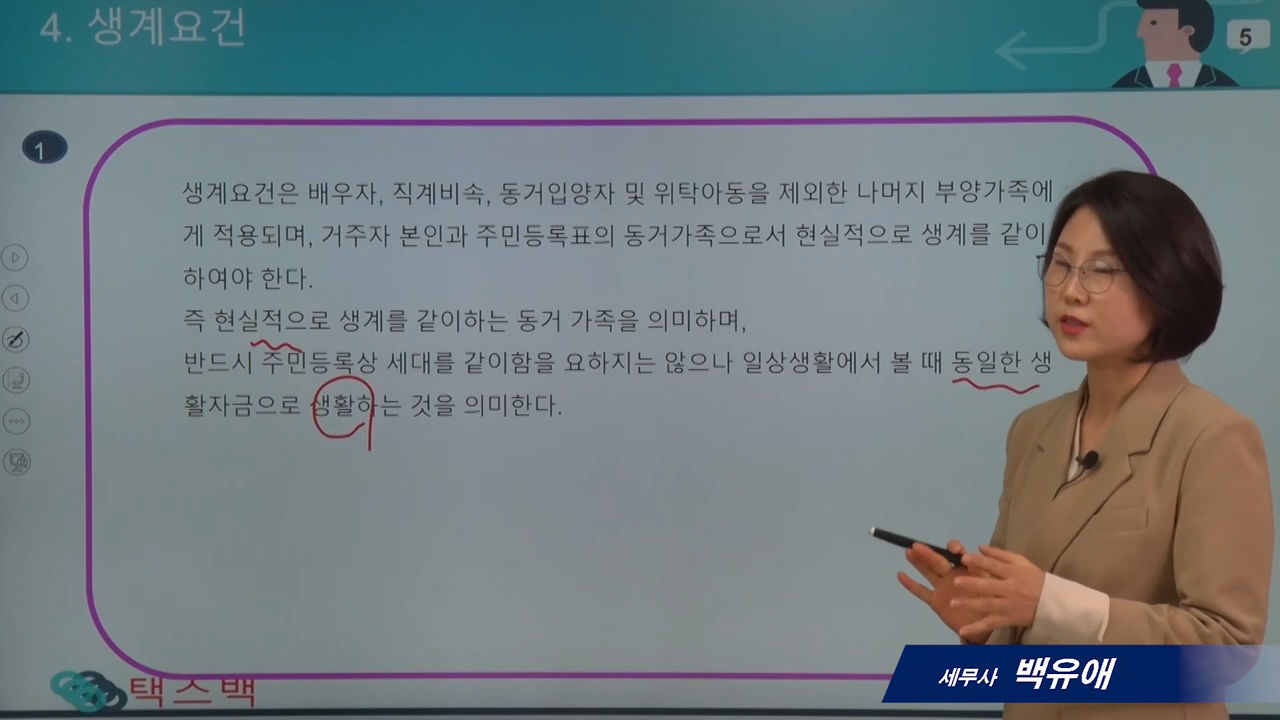 4. 생계요건
5
1
생계요건은 배우자, 직계비속, 동거입양자 및 위탁아동을 제외한 나머지 부양가족에
게 적용되며, 거주자 본인과 주민등록표의 동거가족으로서 현실적으로 생계를 같이
하여야 한다.
즉 현실적으로 생계를 같이하는 동거 가족을 의미하며,
반드시 주민등록상 세대를 같이함을 요하지는 않으나 일상생활에서 볼 때 동일한 생
활자금으로 생활하는 것을 의미한다.
택스백
세무사 백유애